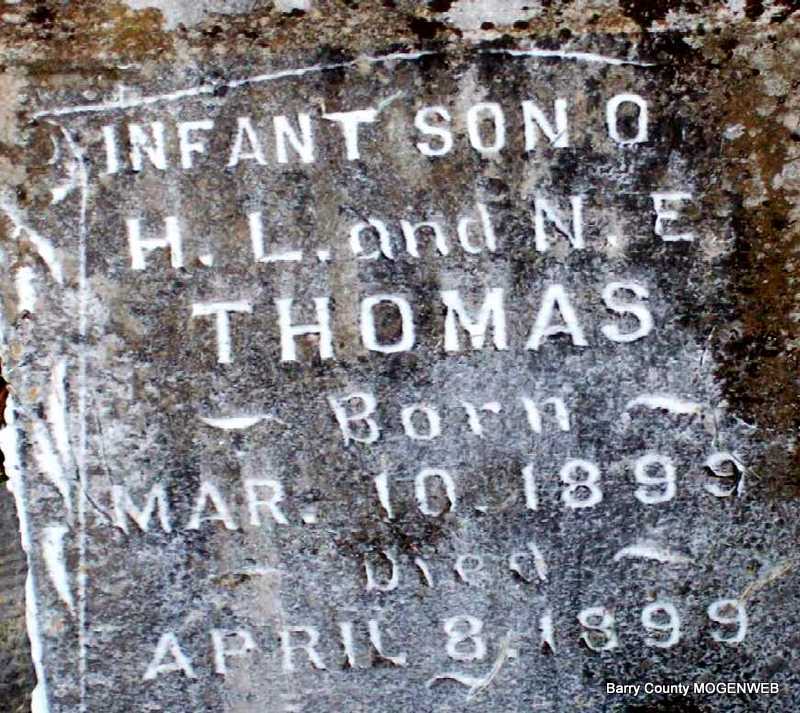 INFANT SON O
H. L. and N. E
THOMAS
— Born —
MAR. 10. 1899
— Died —
APRIL 8. 1899
Barry County MOGENWEB